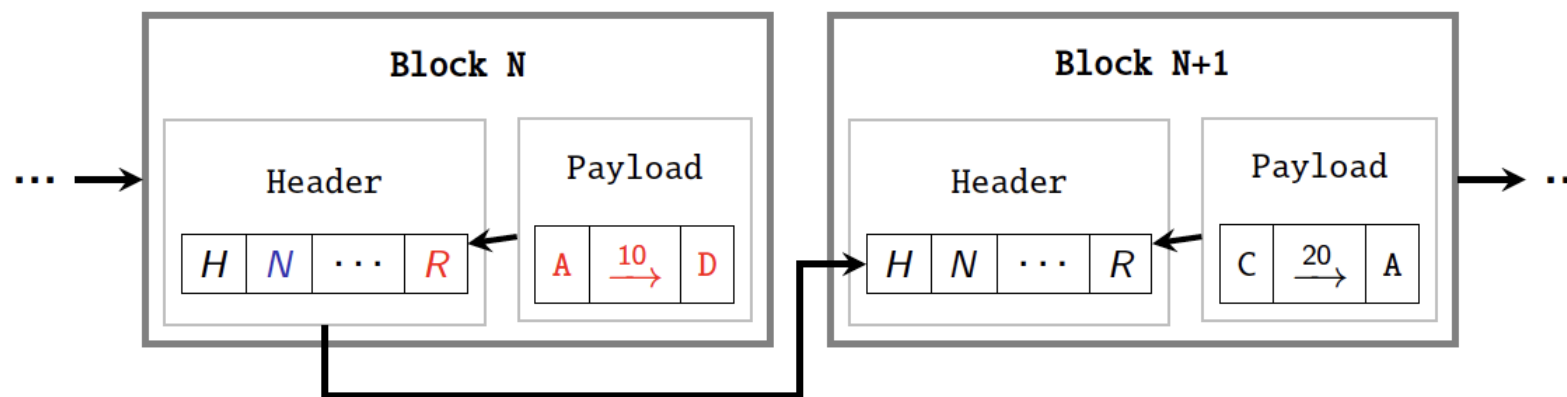 Block N
Header
Payload
H N ··· R
A 10 → D
Block N+1
Header
Payload
H N ··· R
C 20 → A